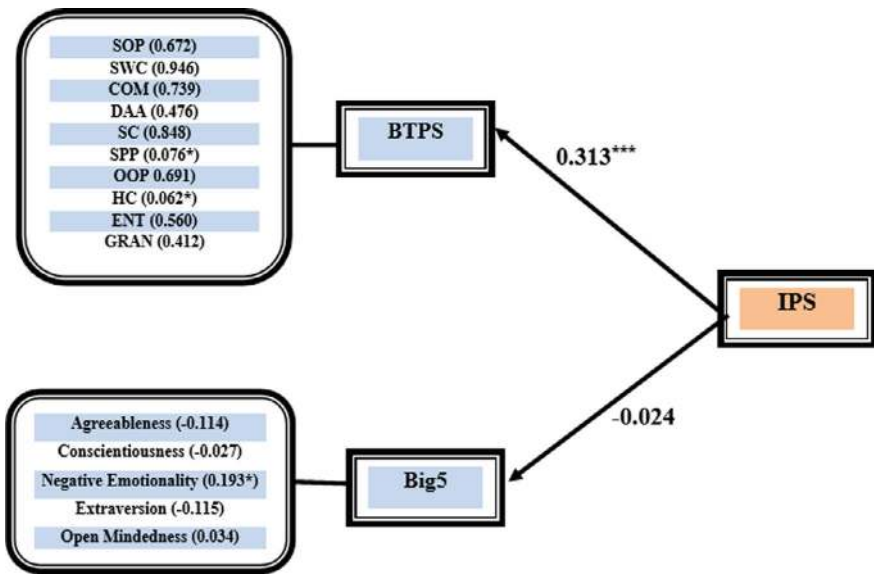 SOP (0.672)
SWC (0.946)
COM (0.739)
DAA (0.476)
SC (0.848)
SPP (0.076*)
OOP 0.691)
HC (0.062*)
ENT (0.560)
GRAN (0.412)
BTPS
0.313***
IPS
-0.024
Agreeableness (-0.114)
Conscientiousness (-0.027)
Negative Emotionality (0.193*)
Extraversion (-0.115)
Open Mindedness (0.034)
Big5